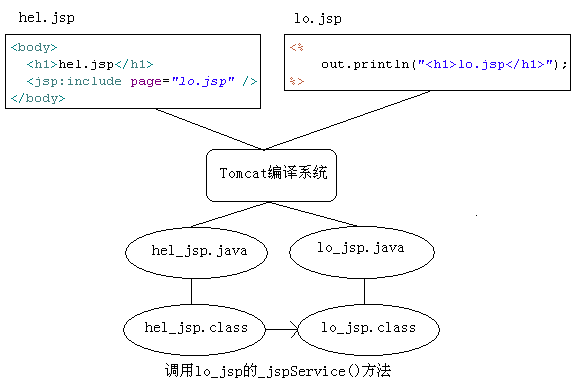 hel.jsp
lo.jsp
<body>
<h1>hel.jsp</h1>
<jsp:include page="lo.jsp" />
</body>
<%
out.println("<h1>lo.jsp</h1>");
%>
Tomcat编译系统
hel_jsp.java
lo_jsp.java
hel_jsp.class
lo_jsp.class
调用lo_jsp的_jspService()方法